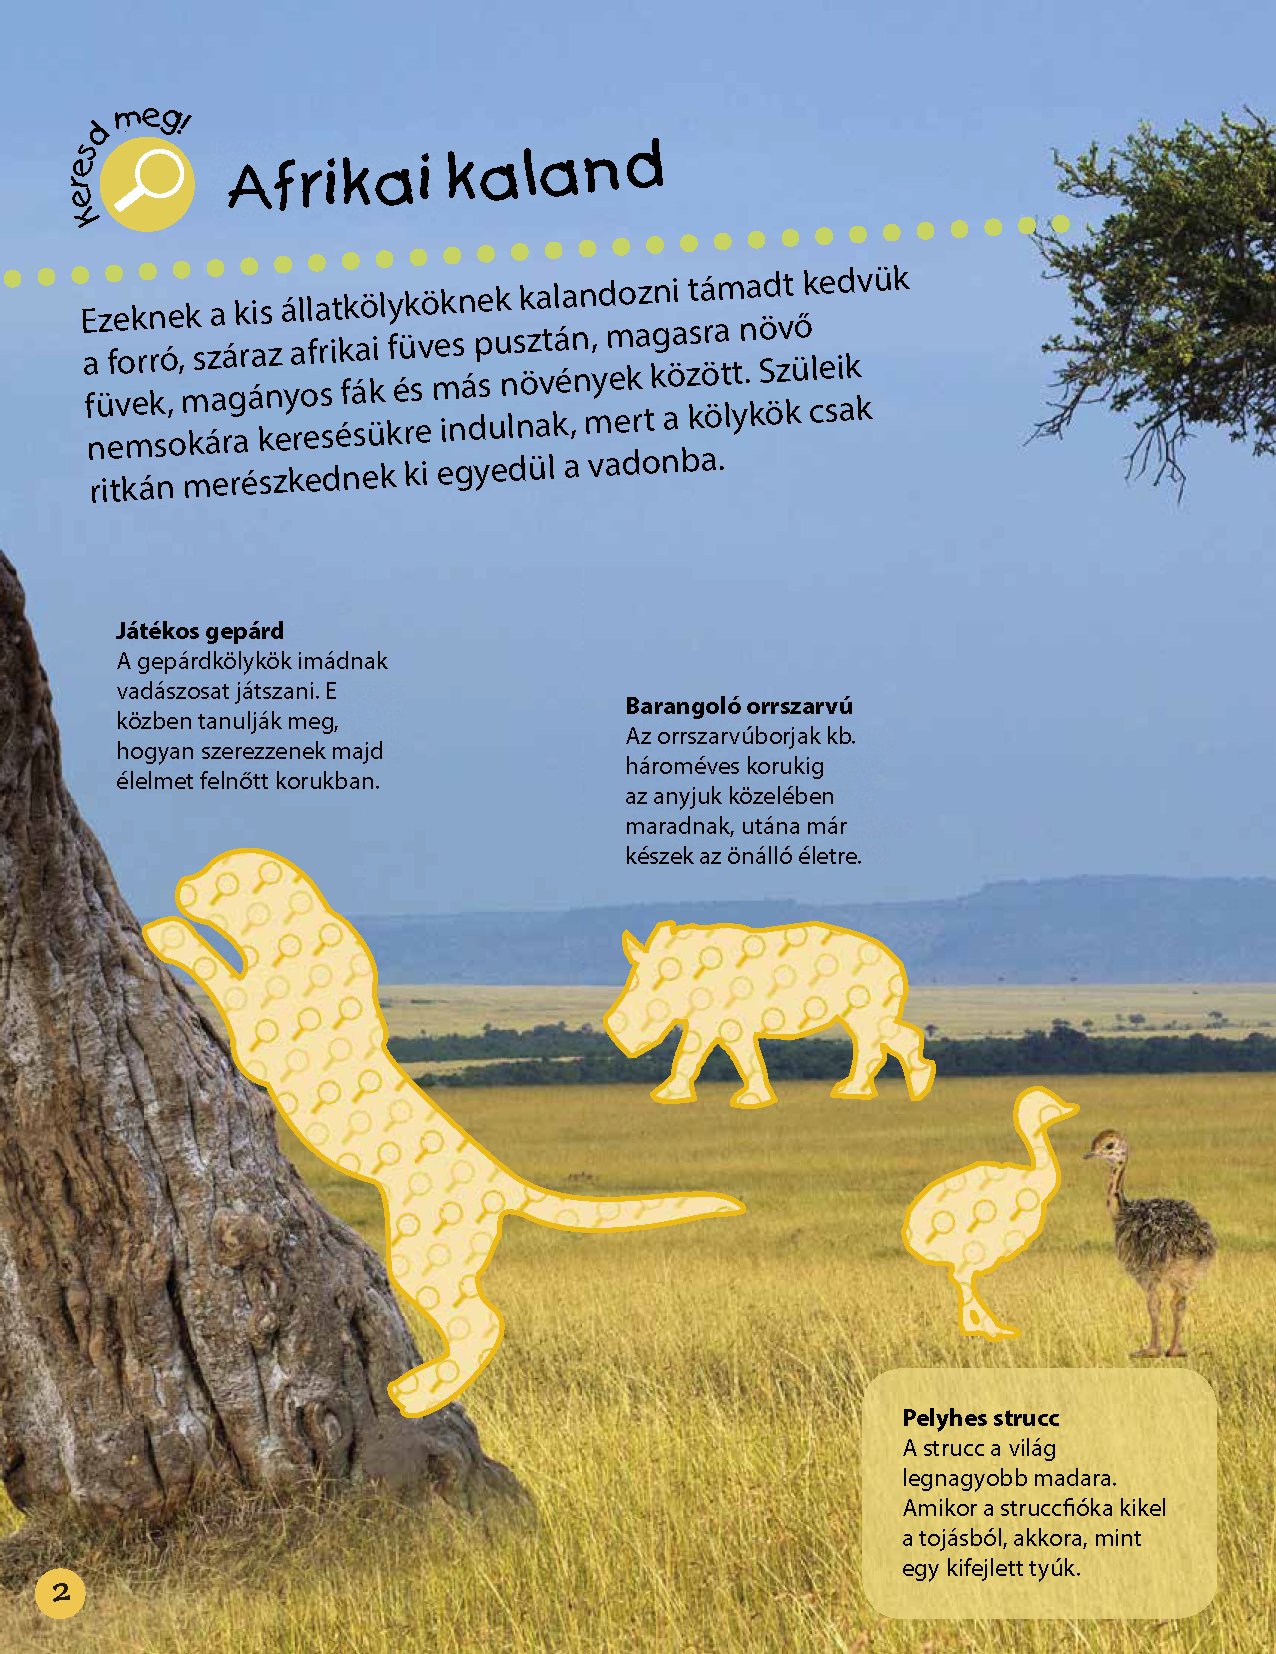 keresd meg!
Afrikai kaland
Ezeknek a kis állatkölyköknek kalandozni támadt kedvük
a forró, száraz afrikai füves pusztán, magasra növő
füvek, magányos fák és más növények között. Szüleik
nemsokára keresésükre indulnak, mert a kölykök csak
ritkán merészkednek ki egyedül a vadonba.
Játékos gepárd
A gepárdkölykök imádnak
vadászosat játszani. E
közben tanulják meg,
hogyan szerezzenek majd
élelmet felnőtt korukban.
Barangoló orrszarvú
Az orrszarvúborjak kb.
hároméves korukig
az anyjuk közelében
maradnak, utána már
készek az önálló életre.
Pelyhes strucc
A strucc a világ
legnagyobb madara.
Amikor a struccfióka kikel
a tojásból, akkora, mint
egy kifejlett tyúk.
2